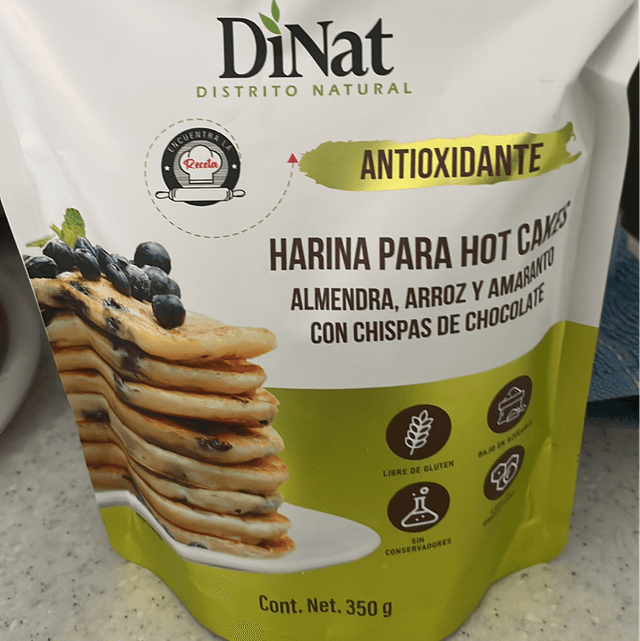 DiNat
DISTRITO NATURAL
ENCUENTRA LA
Receta
ANTIOXIDANTE
HARINA PARA HOT CAKES
ALMENDRA, ARROZ Y AMARANTO
CON CHISPAS DE CHOCOLATE
LIBRE DE GLUTEN
BAJO EN AZÚCARES
SIN
CONSERVADORES
Cont. Net. 350 g